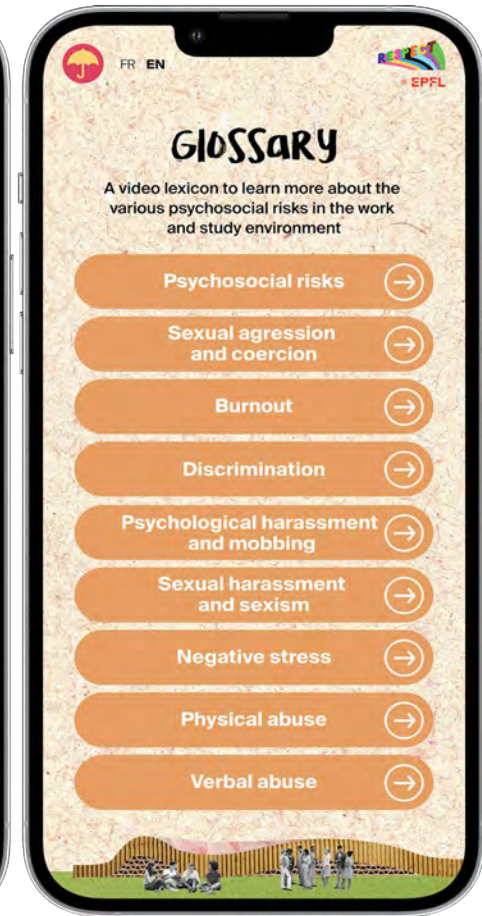 FR EN
RESPECT
EPFL
Glossary
A video lexicon to learn more about the
various psychosocial risks in the work
and study environment
Psychosocial risks
Sexual agression
and coercion
Burnout
Discrimination
Psychological harassment
and mobbing
Sexual harassment
and sexism
Negative stress
Physical abuse
Verbal abuse